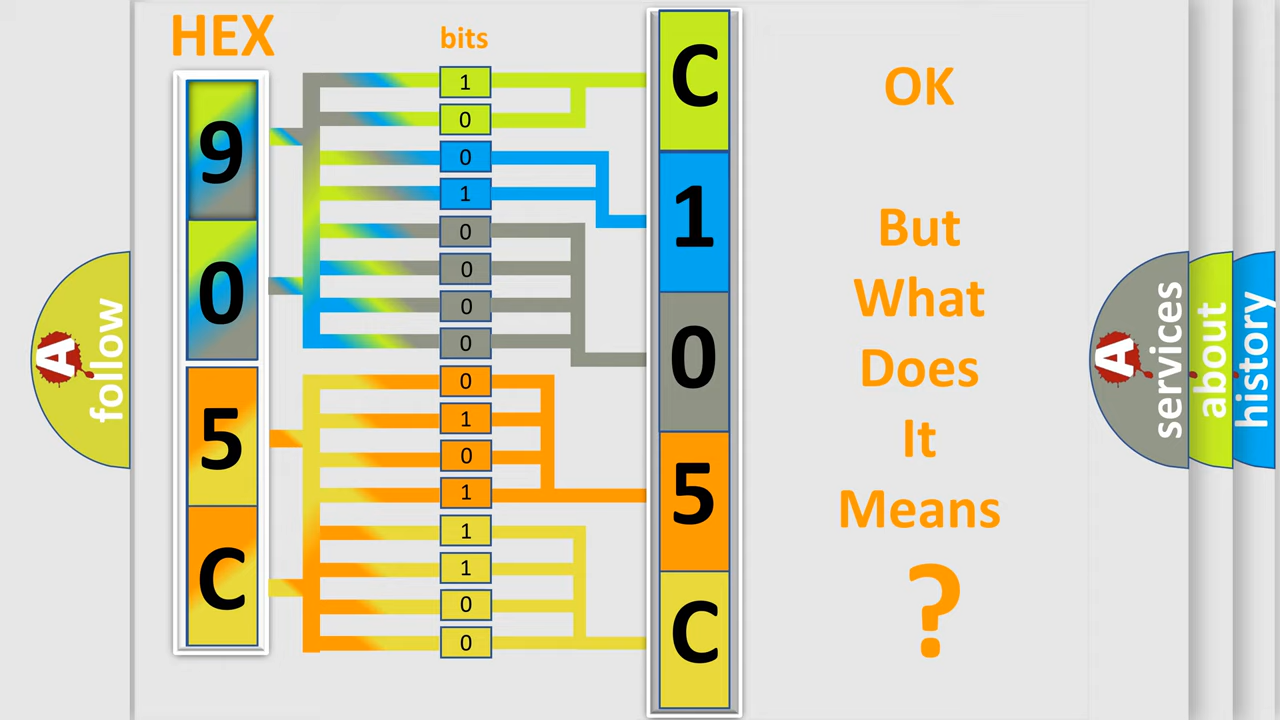 HEX
bits
9
0
5
C
1
0
0
1
0
0
0
0
0
1
0
1
1
1
0
0
C
1
0
5
C
OK
But
What
Does
It
Means
?
A
follow
A
services
about
history